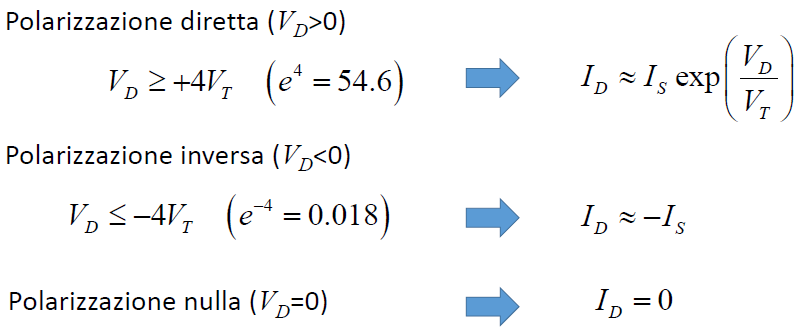 Polarizzazione diretta (V_D>0)
V_D ≥ +4V_T (e^4 = 54.6) I_D ≈ I_S exp(V_D/V_T)
Polarizzazione inversa (V_D<0)
V_D ≤ −4V_T (e^−4 = 0.018) I_D ≈ −I_S
Polarizzazione nulla (V_D=0) I_D = 0